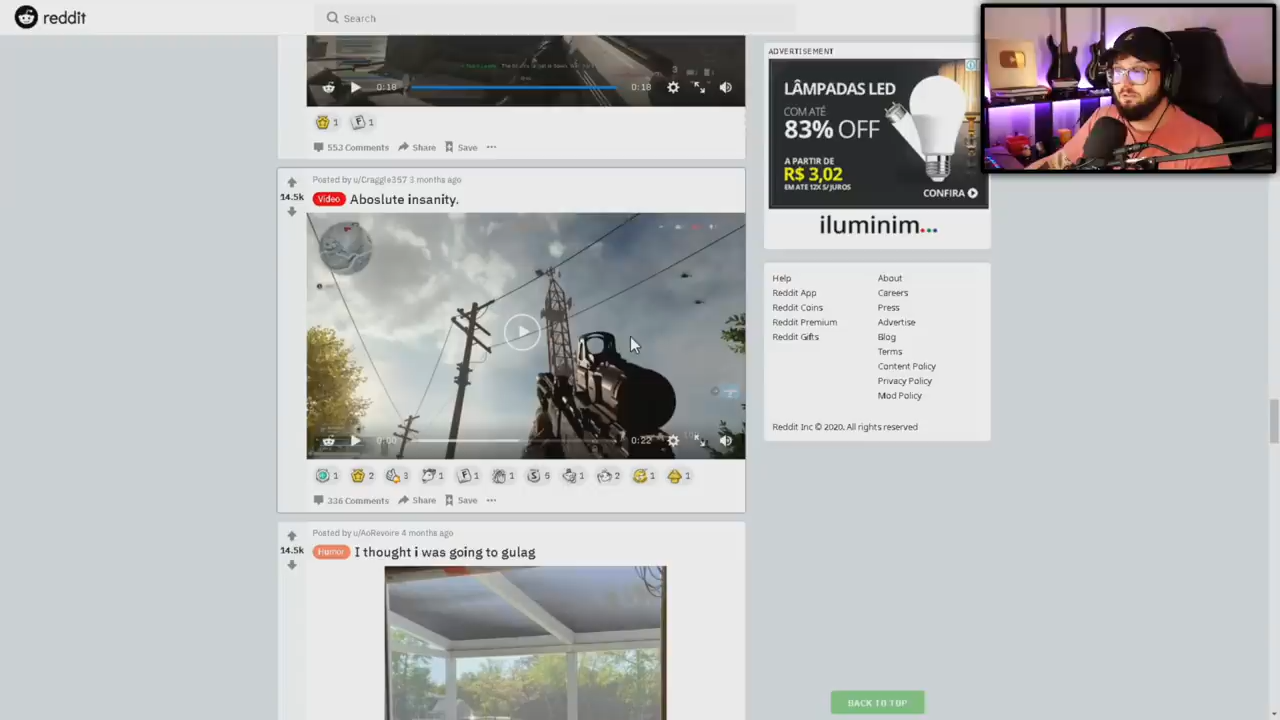 reddit
Search
0:18
0:18
1
1
553 Comments
Share
Save
14.5k
Posted by u/Craggle357 3 months ago
Video
Aboslute insanity.
0:00
0:22
1
2
3
1
1
1
5
1
2
1
1
336 Comments
Share
Save
14.5k
Posted by u/AoRevoire 4 months ago
Humor
I thought i was going to gulag
ADVERTISEMENT
LÂMPADAS LED
COM ATÉ
83% OFF
A PARTIR DE
R$ 3,02
EM ATÉ 12X S/ JUROS
CONFIRA
iluminim...
Help
Reddit App
Reddit Coins
Reddit Premium
Reddit Gifts
About
Careers
Press
Advertise
Blog
Terms
Content Policy
Privacy Policy
Mod Policy
Reddit Inc © 2020. All rights reserved
BACK TO TOP